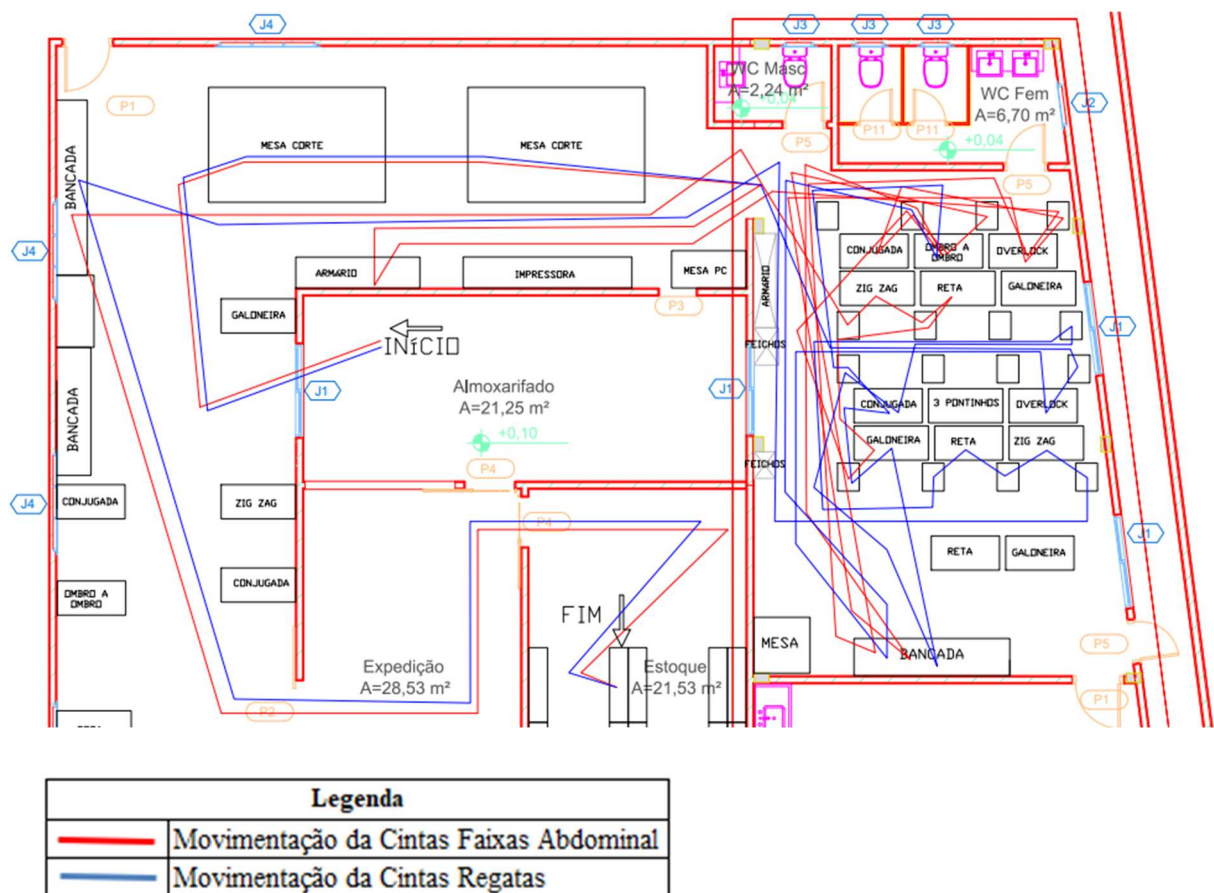 J4
J3
J3
J3
WC Masc
A=2,24 m²
+0,04
WC Fem
A=6,70 m²
+0,04
J2
P1
P5
P11
P11
P5
BANCADA
MESA CORTE
MESA CORTE
J4
ARMÁRIO
IMPRESSORA
MESA PC
ARMÁRIO
CONJUGADA
OMBRO A
OMBRO
OVERLOCK
ZIG ZAG
RETA
GALONEIRA
P3
GALONEIRA
INÍCIO
FEICHOS
J1
J1
J1
Almoxarifado
A=21,25 m²
+0,10
BANCADA
CONJUGADA
3 PONTINHOS
OVERLOCK
GALONEIRA
RETA
ZIG ZAG
P4
FEICHOS
J4
CONJUGADA
ZIG ZAG
P4
J1
RETA
GALONEIRA
OMBRO A
OMBRO
CONJUGADA
FIM
MESA
BANCADA
P5
Expedição
A=28,53 m²
Estoque
A=21,53 m²
P2
P1
Legenda
Movimentação da Cintas Faixas Abdominal
Movimentação da Cintas Regatas